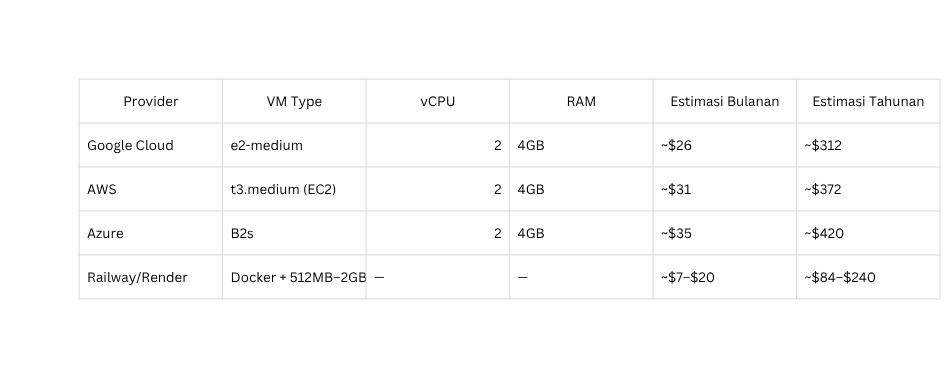 Provider VM Type vCPU RAM Estimasi Bulanan Estimasi Tahunan
Google Cloud e2-medium 2 4GB ~$26 ~$312
AWS t3.medium (EC2) 2 4GB ~$31 ~$372
Azure B2s 2 4GB ~$35 ~$420
Railway/Render Docker + 512MB–2GB — — ~$7–$20 ~$84–$240